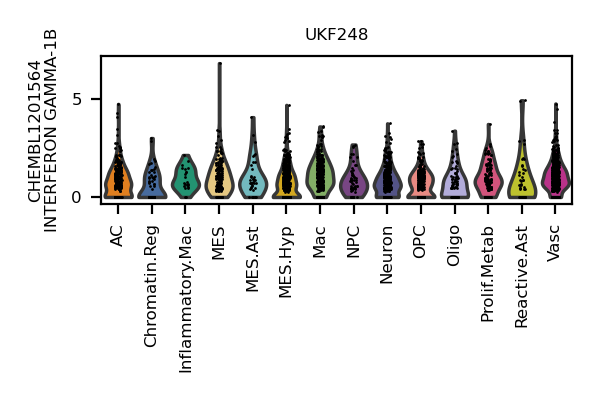 UKF248
CHEMBL1201564
INTERFERON GAMMA-1B
5
0
AC
Chromatin.Reg
Inflammatory.Mac
MES
MES.Ast
MES.Hyp
Mac
NPC
Neuron
OPC
Oligo
Prolif.Metab
Reactive.Ast
Vasc